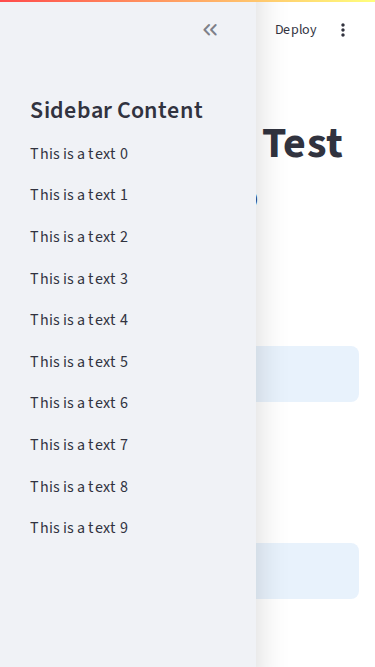 Deploy
Sidebar Content
Test
This is a text 0
This is a text 1
This is a text 2
This is a text 3
This is a text 4
This is a text 5
This is a text 6
This is a text 7
This is a text 8
This is a text 9